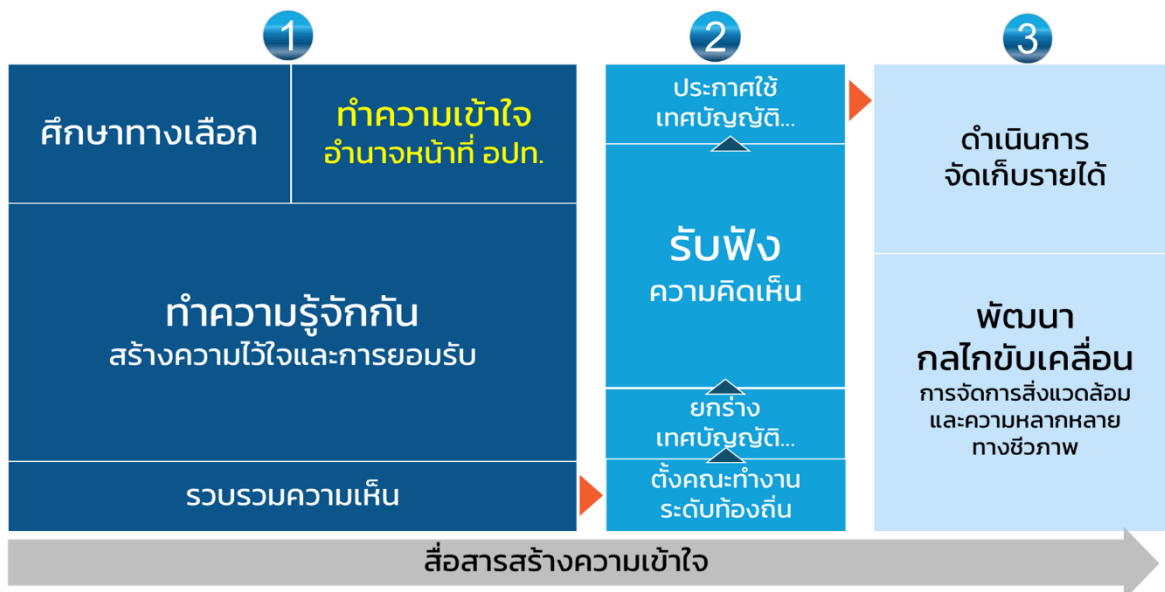 1
ศึกษาทางเลือก
ทำความเข้าใจ
อำนาจหน้าที่ อปท.
ทำความรู้จักกัน
สร้างความไว้ใจและการยอมรับ
รวบรวมความเห็น
2
ประกาศใช้
เทศบัญญัติ...
รับฟัง
ความคิดเห็น
ยกร่าง
เทศบัญญัติ...
ตั้งคณะทำงาน
ระดับท้องถิ่น
3
ดำเนินการ
จัดเก็บรายได้
พัฒนา
กลไกขับเคลื่อน
การจัดการสิ่งแวดล้อม
และความหลากหลาย
ทางชีวภาพ
สื่อสารสร้างความเข้าใจ